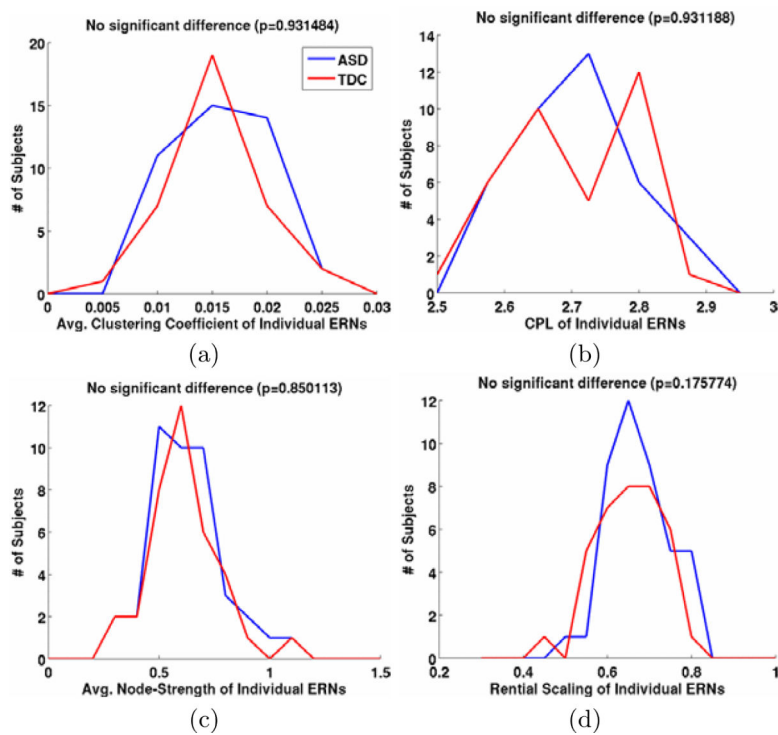 No significant difference (p=0.931484)
20
15
10
5
0
# of Subjects
ASD
TDC
0 0.005 0.01 0.015 0.02 0.025 0.03
Avg. Clustering Coefficient of Individual ERNs
(a)
No significant difference (p=0.931188)
14
12
10
8
6
4
2
0
# of Subjects
2.5 2.6 2.7 2.8 2.9 3
CPL of Individual ERNs
(b)
No significant difference (p=0.850113)
12
10
8
6
4
2
0
# of Subjects
0 0.5 1 1.5
Avg. Node-Strength of Individual ERNs
(c)
No significant difference (p=0.175774)
12
10
8
6
4
2
0
# of Subjects
0.2 0.4 0.6 0.8 1
Rential Scaling of Individual ERNs
(d)